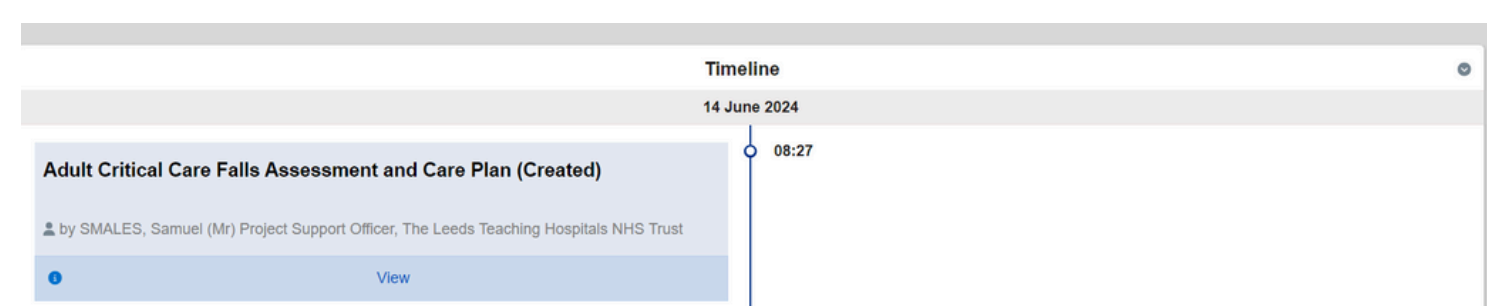 Timeline
14 June 2024
08:27
Adult Critical Care Falls Assessment and Care Plan (Created)
by SMALES, Samuel (Mr) Project Support Officer, The Leeds Teaching Hospitals NHS Trust
View